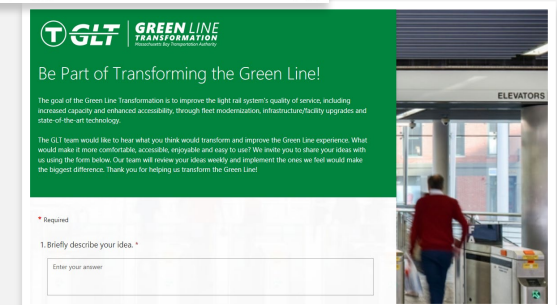 T GLT GREEN LINE
TRANSFORMATION
Massachusetts Bay Transportation Authority
Be Part of Transforming the Green Line!
The goal of the Green Line Transformation is to improve the light rail system's quality of service, including
increased capacity and enhanced accessibility, through fleet modernization, infrastructure/facility upgrades and
state-of-the-art technology.
The GLT team would like to hear what you think would transform and improve the Green Line experience. What
would make it more comfortable, accessible, enjoyable and easy to use? We invite you to share your ideas with
us using the form below. Our team will review your ideas weekly and implement the ones we feel would make
the biggest difference. Thank you for helping us transform the Green Line!
* Required
1. Briefly describe your idea. *
Enter your answer
ELEVATORS